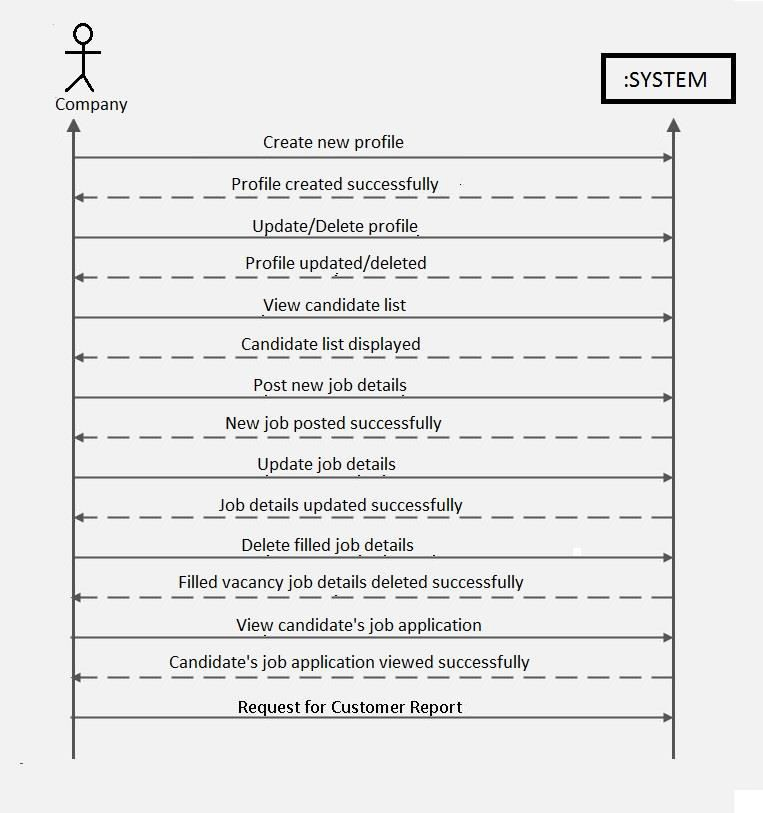 :SYSTEM
Company
Create new profile
Profile created successfully
Update/Delete profile
Profile updated/deleted
View candidate list
Candidate list displayed
Post new job details
New job posted successfully
Update job details
Job details updated successfully
Delete filled job details
Filled vacancy job details deleted successfully
View candidate's job application
Candidate's job application viewed successfully
Request for Customer Report